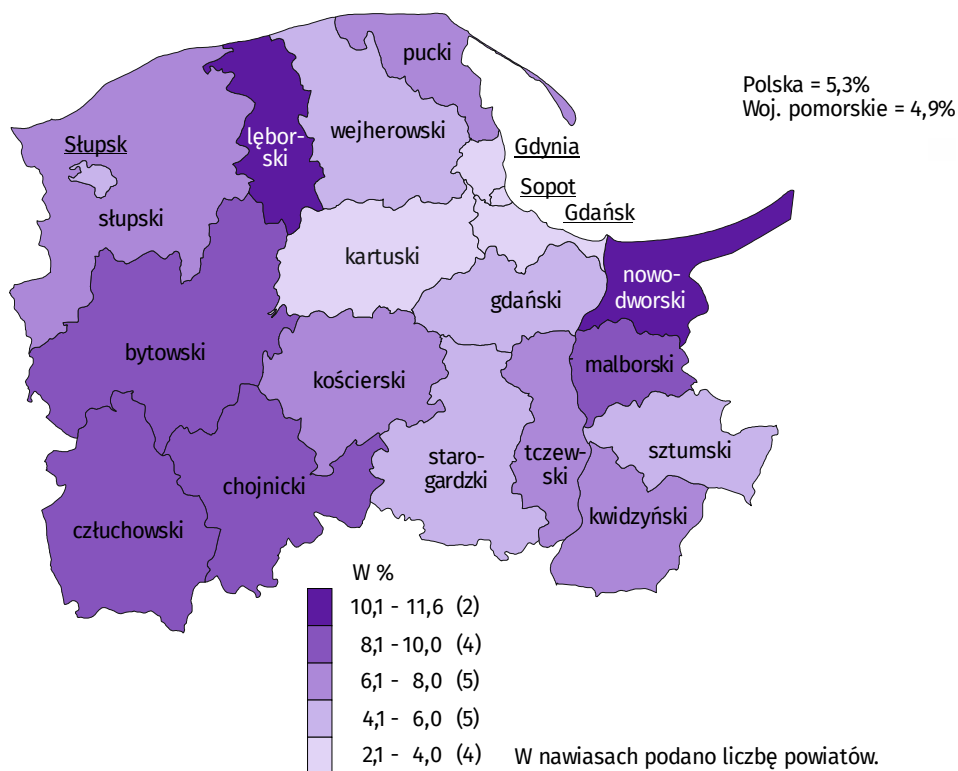 pucki
Polska = 5,3%
Woj. pomorskie = 4,9%
wejherowski
lębor-
ski
Słupsk
Gdynia
Sopot
Gdańsk
słupski
kartuski
nowo-
dworski
gdański
bytowski
malborski
kościerski
sztumski
staro-
gardzki
tczew-
ski
chojnicki
kwidzyński
człuchowski
W %
10,1 - 11,6 (2)
8,1 - 10,0 (4)
6,1 - 8,0 (5)
4,1 - 6,0 (5)
2,1 - 4,0 (4)
W nawiasach podano liczbę powiatów.